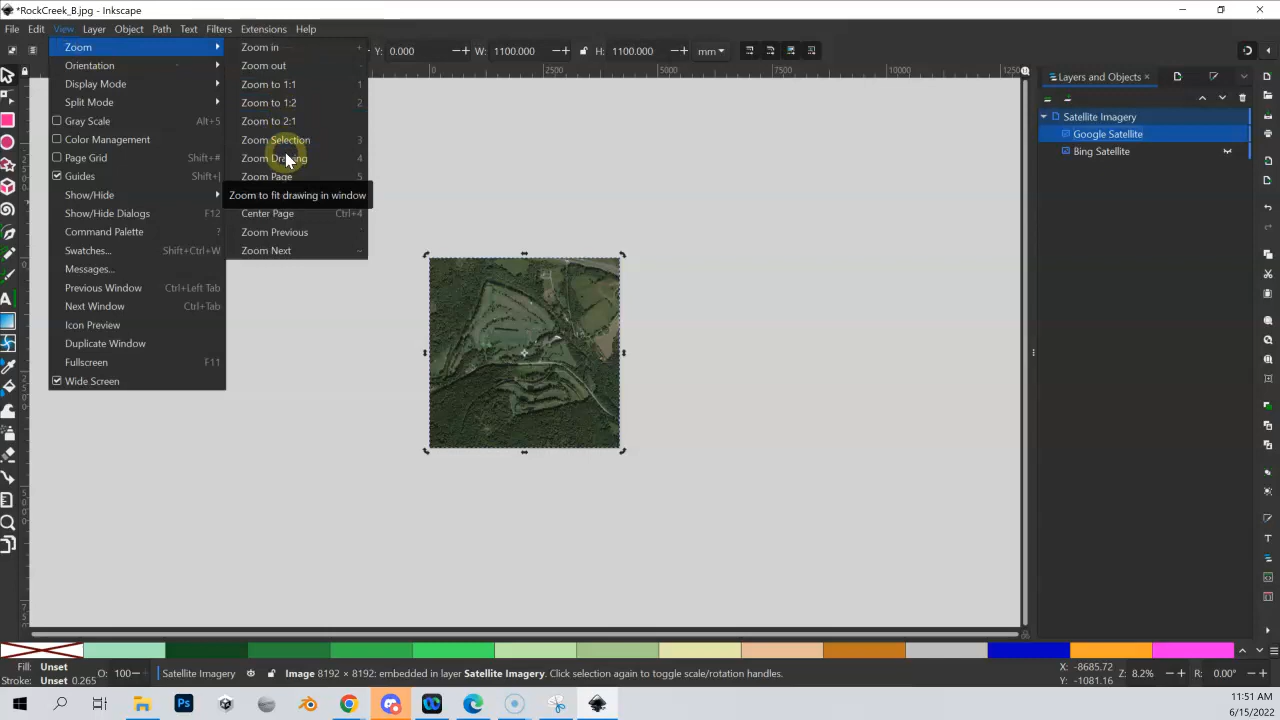 *RockCreek_B.jpg - Inkscape
File Edit View Layer Object Path Text Filters Extensions Help
Y: 0.000 W: 1100.000 H: 1100.000 mm
Zoom
Orientation
Display Mode
Split Mode
Gray Scale Alt+5
Color Management
Page Grid Shift+#
Guides Shift+|
Show/Hide
Show/Hide Dialogs F12
Command Palette ?
Swatches... Shift+Ctrl+W
Messages...
Previous Window Ctrl+Left Tab
Next Window Ctrl+Tab
Icon Preview
Duplicate Window
Fullscreen F11
Wide Screen
Zoom in +
Zoom out -
Zoom to 1:1 1
Zoom to 1:2 2
Zoom to 2:1
Zoom Selection 3
Zoom Drawing 4
Zoom Page 5
Zoom to fit drawing in window
Center Page Ctrl+4
Zoom Previous `
Zoom Next ~
0 2500 5000 7500 10000 1250
Layers and Objects
Satellite Imagery
Google Satellite
Bing Satellite
Fill: Unset
Stroke: Unset 0.265
O: 100
Satellite Imagery
Image 8192 × 8192: embedded in layer Satellite Imagery. Click selection again to toggle scale/rotation handles.
X: -8685.72
Y: -1081.16
Z: 8.2%
R: 0.00°
11:51 AM
6/15/2022